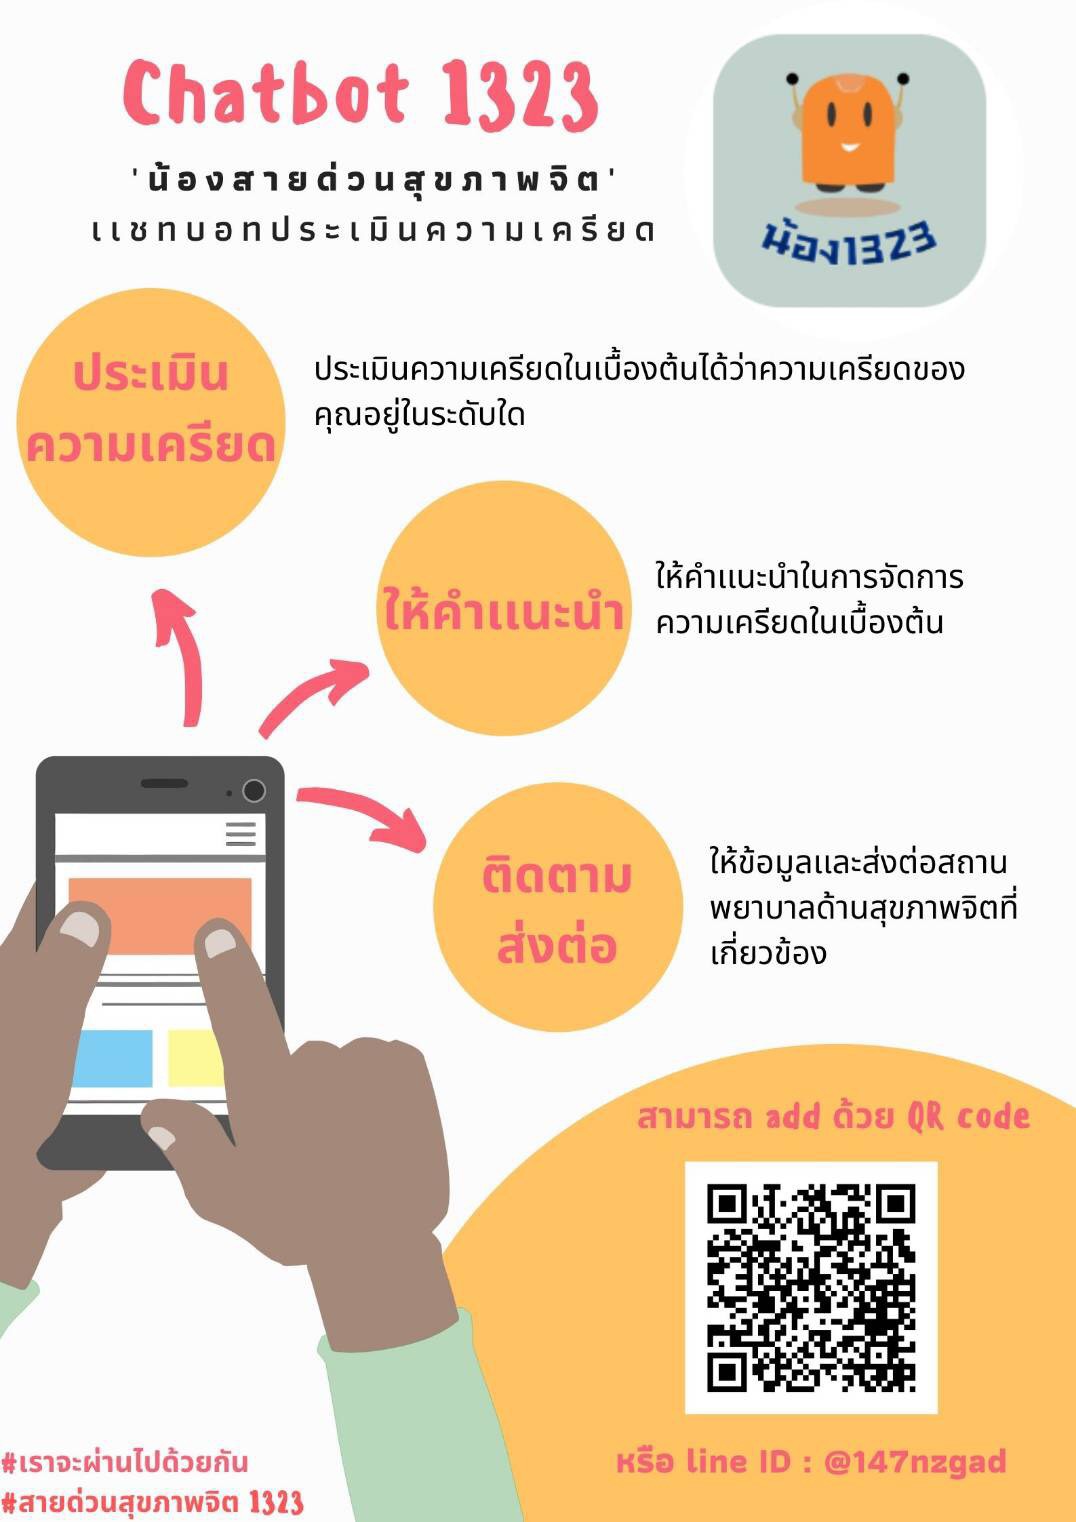 Chatbot 1323
'น้องสายด่วนสุขภาพจิต'
แชทบอทประเมินความเครียด
น้อง1323
ประเมิน
ความเครียด
ประเมินความเครียดในเบื้องต้นได้ว่าความเครียดของ
คุณอยู่ในระดับใด
ให้คำแนะนำ
ให้คำแนะนำในการจัดการ
ความเครียดในเบื้องต้น
ติดตาม
ส่งต่อ
ให้ข้อมูลและส่งต่อสถาน
พยาบาลด้านสุขภาพจิตที่
เกี่ยวข้อง
สามารถ add ด้วย QR code
หรือ line ID : @147nzgad
#เราจะผ่านไปด้วยกัน
#สายด่วนสุขภาพจิต 1323